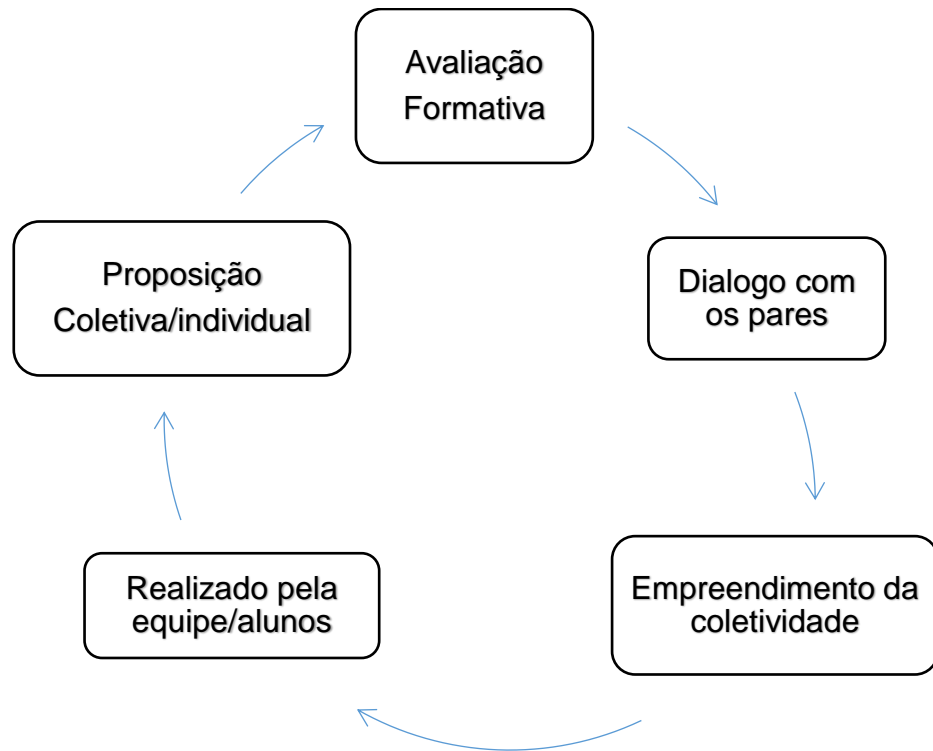 Avaliação
Formativa
Dialogo com
os pares
Empreendimento da
coletividade
Realizado pela
equipe/alunos
Proposição
Coletiva/individual